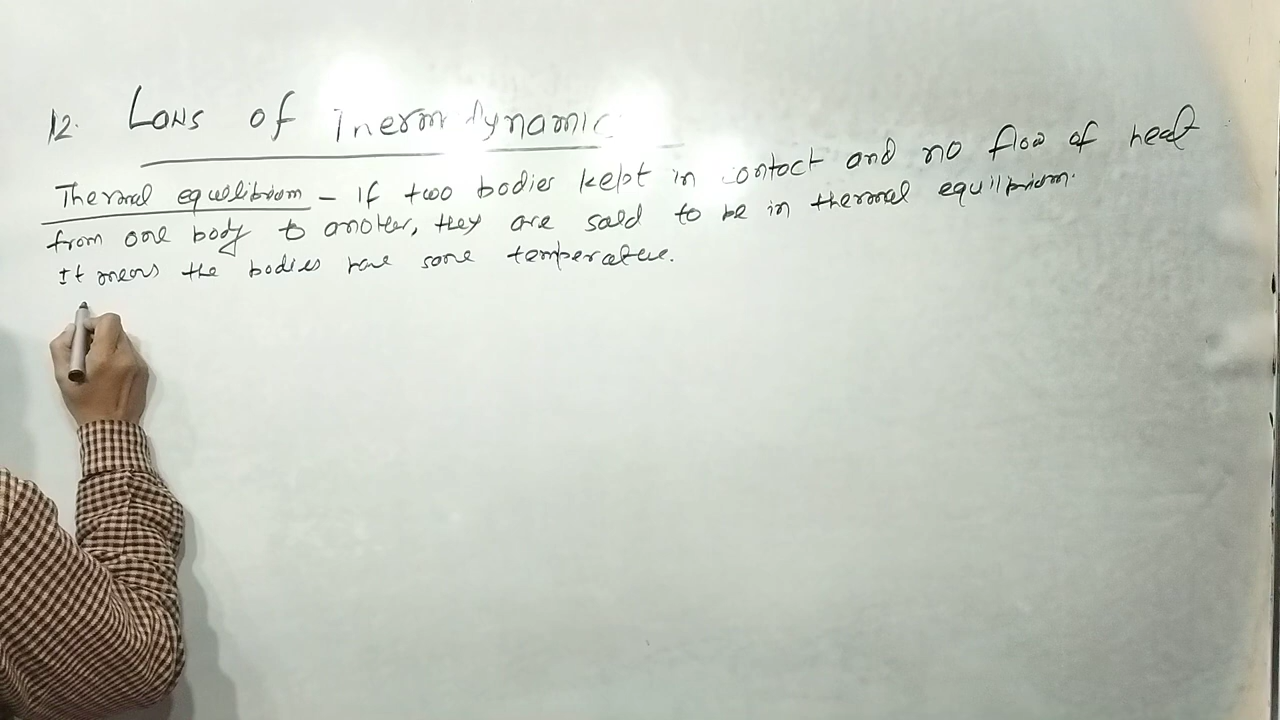 12. Laws of Thermodynamic
Thermal equilibrium - If two bodies kept in contact and no flow of heat
from one body to another, they are said to be in thermal equilibrium.
It means the bodies have same temperature.